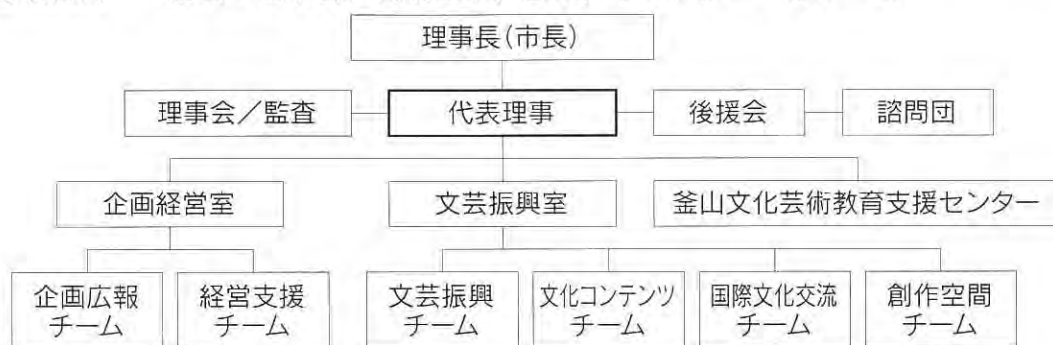 理事長(市長)
理事会／監査
代表理事
後援会
諮問団
企画経営室
文芸振興室
釜山文化芸術教育支援センター
企画広報
チーム
経営支援
チーム
文芸振興
チーム
文化コンテンツ
チーム
国際文化交流
チーム
創作空間
チーム